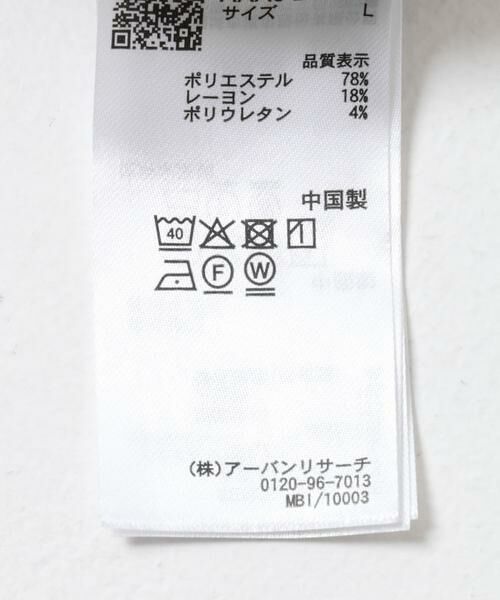 サイズ L
品質表示
ポリエステル 78%
レーヨン 18%
ポリウレタン 4%
中国製
40
F W
(株)アーバンリサーチ
0120-96-7013
MBI/10003